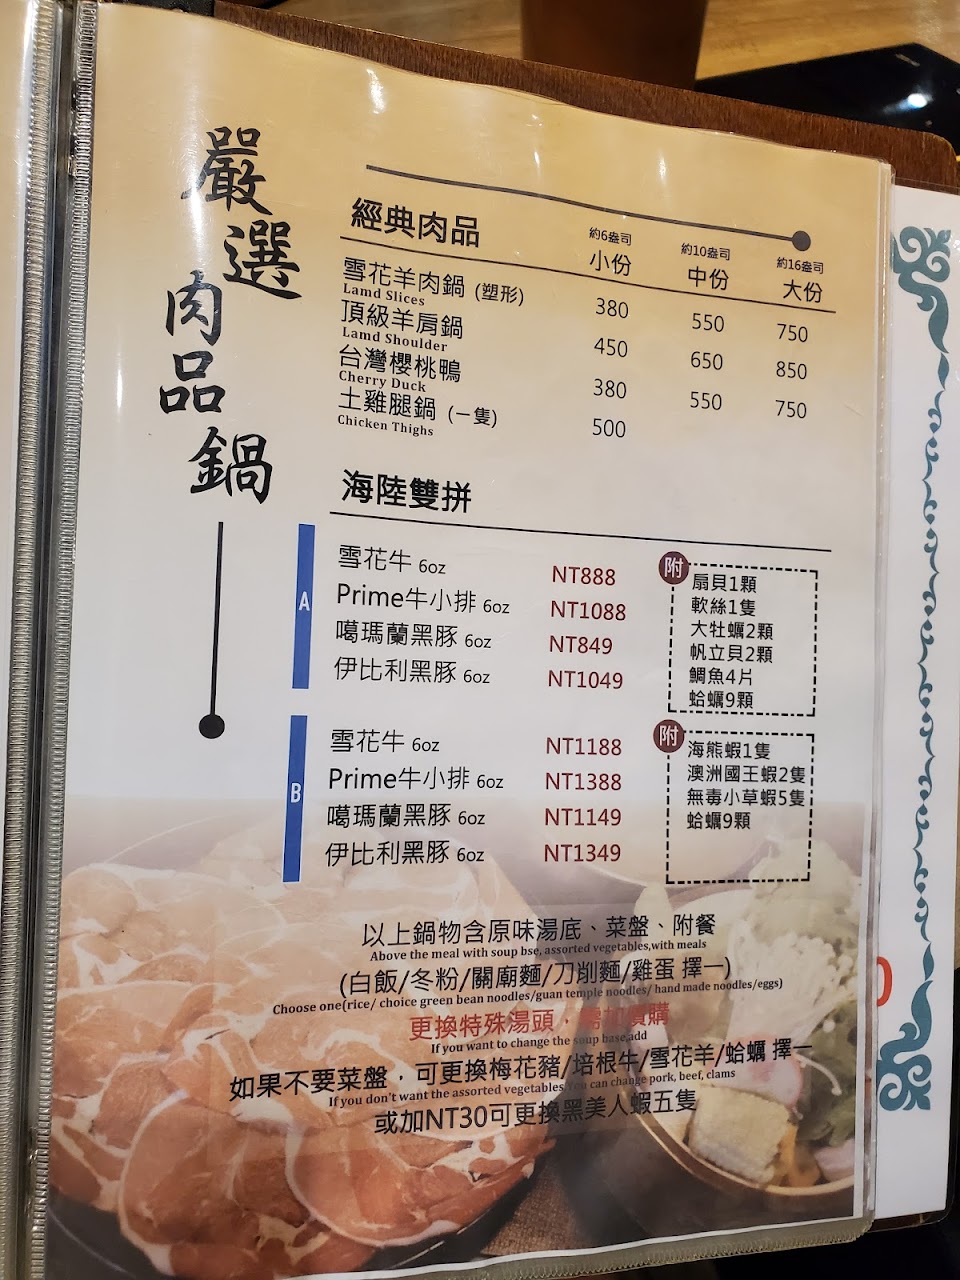 嚴選肉品鍋
經典肉品
約6盎司 約10盎司 約16盎司
小份 中份 大份
雪花羊肉鍋 (塑形) 380 550 750
Lamd Slices
頂級羊肩鍋 450 650 850
Lamd Shoulder
台灣櫻桃鴨 380 550 750
Cherry Duck
土雞腿鍋 (一隻) 500
Chicken Thighs
海陸雙拼
A
雪花牛 6oz NT888
Prime牛小排 6oz NT1088
噶瑪蘭黑豚 6oz NT849
伊比利黑豚 6oz NT1049
附
扇貝1顆
軟絲1隻
大牡蠣2顆
帆立貝2顆
鯛魚4片
蛤蠣9顆
B
雪花牛 6oz NT1188
Prime牛小排 6oz NT1388
噶瑪蘭黑豚 6oz NT1149
伊比利黑豚 6oz NT1349
附
海熊蝦1隻
澳洲國王蝦2隻
無毒小草蝦5隻
蛤蠣9顆
以上鍋物含原味湯底、菜盤、附餐
Above the meal with soup bse, assorted vegetables,with meals
(白飯/冬粉/關廟麵/刀削麵/雞蛋 擇一)
Choose one(rice/ choice green bean noodles/guan temple noodles/ hand made noodles/eggs)
更換特殊湯頭，需加價購
If you want to change the soup base,add
如果不要菜盤，可更換梅花豬/培根牛/雪花羊/蛤蠣 擇一
If you don't want the assorted vegetables,you can change pork, beef, clams
或加NT30可更換黑美人蝦五隻